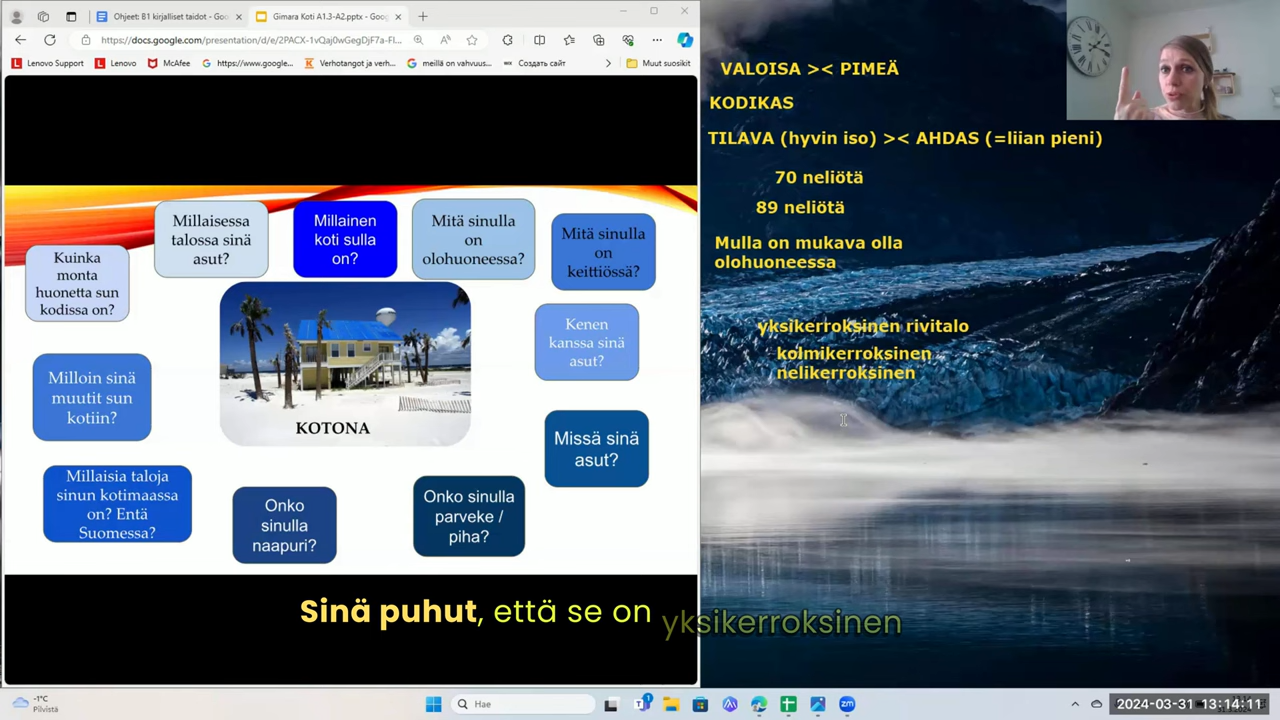 Ohjeet: B1 kirjalliset taidot - Goo
Gimara Koti A1.3-A2.pptx - Goog
https://docs.google.com/presentation/d/e/2PACX-1vQaj0wGegDjF7a-FI...
Lenovo Support
Lenovo
McAfee
https://www.google...
Verhotangot ja verh...
meillä on vahvuus...
Создать сайт
Muut suosikit
Millaisessa
talossa sinä
asut?
Millainen
koti sulla
on?
Mitä sinulla
on
olohuoneessa?
Mitä sinulla
on
keittiössä?
Kuinka
monta
huonetta sun
kodissa on?
Kenen
kanssa sinä
asut?
Milloin sinä
muutit sun
kotiin?
KOTONA
Missä sinä
asut?
Millaisia taloja
sinun kotimaassa
on? Entä
Suomessa?
Onko
sinulla
naapuri?
Onko sinulla
parveke /
piha?
VALOISA >< PIMEÄ
KODIKAS
TILAVA (hyvin iso) >< AHDAS (=liian pieni)
70 neliötä
89 neliötä
Mulla on mukava olla
olohuoneessa
yksikerroksinen rivitalo
kolmikerroksinen
nelikerroksinen
Sinä puhut, että se on yksikerroksinen
-1°C
Pilvistä
Hae
2024-03-31 13:14:11